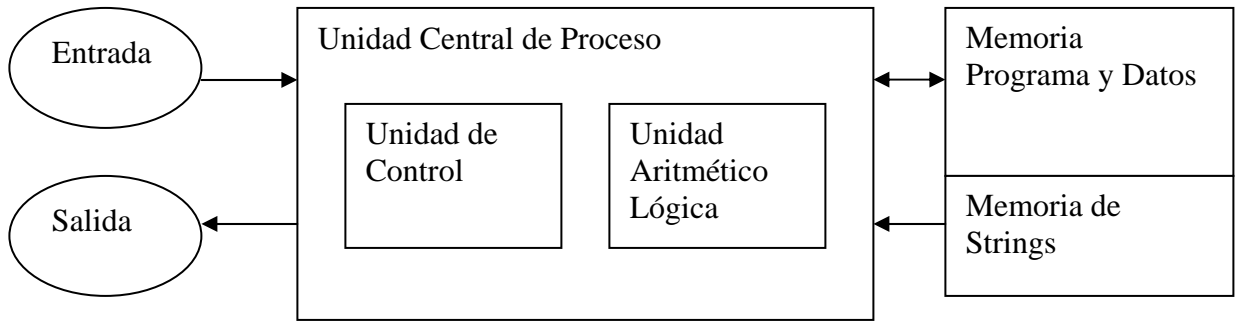 Entrada
Salida
Unidad Central de Proceso
Unidad de
Control
Unidad
Aritmético
Lógica
Memoria
Programa y Datos
Memoria de
Strings